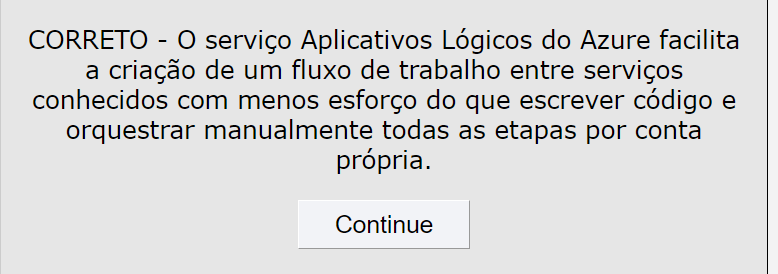 CORRETO - O serviço Aplicativos Lógicos do Azure facilita
a criação de um fluxo de trabalho entre serviços
conhecidos com menos esforço do que escrever código e
orquestrar manualmente todas as etapas por conta
própria.
Continue